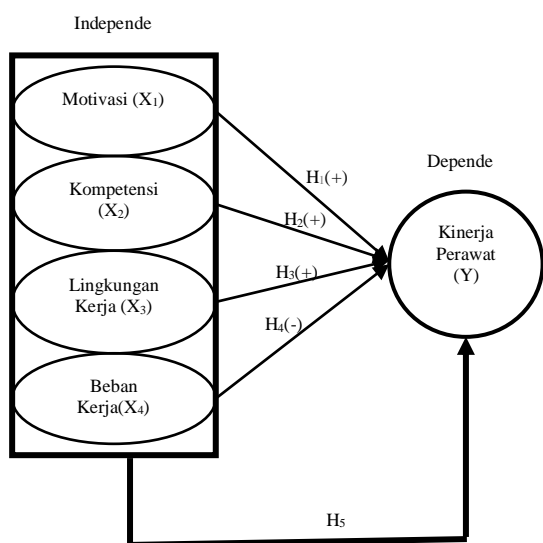 Independe
Motivasi (X₁)
Kompetensi
(X₂)
Lingkungan
Kerja (X₃)
Beban
Kerja(X₄)
H₁(+)
H₂(+)
H₃(+)
H₄(-)
Depende
Kinerja
Perawat
(Y)
H₅